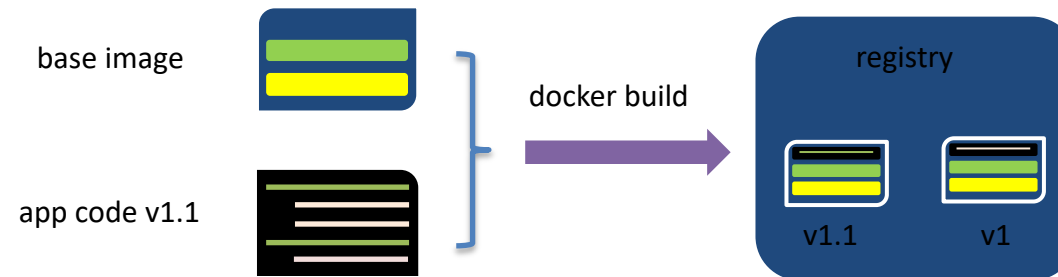 base image
app code v1.1
docker build
registry
v1.1
v1